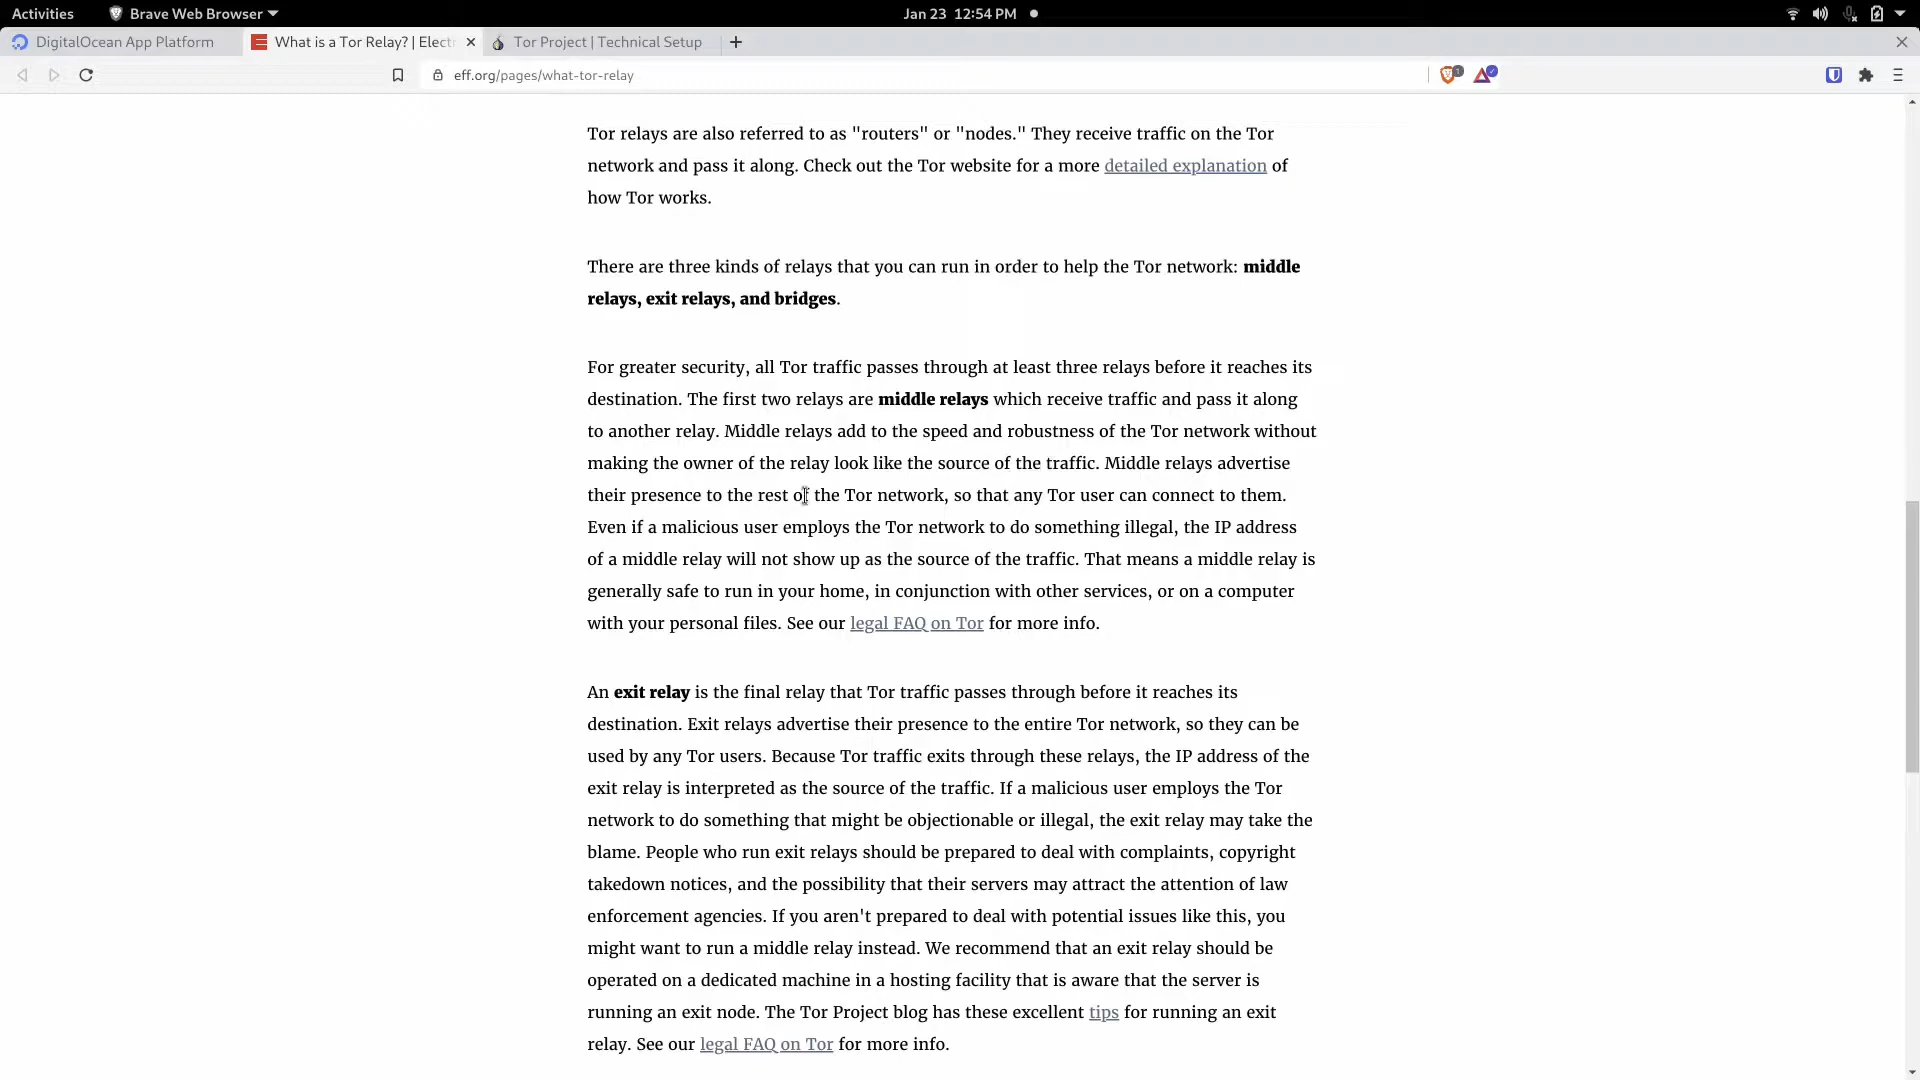 Activities
Brave Web Browser
Jan 23 12:54 PM
DigitalOcean App Platform
What is a Tor Relay? | Elect
Tor Project | Technical Setup
eff.org/pages/what-tor-relay
1
Tor relays are also referred to as "routers" or "nodes." They receive traffic on the Tor
network and pass it along. Check out the Tor website for a more detailed explanation of
how Tor works.
There are three kinds of relays that you can run in order to help the Tor network: middle
relays, exit relays, and bridges.
For greater security, all Tor traffic passes through at least three relays before it reaches its
destination. The first two relays are middle relays which receive traffic and pass it along
to another relay. Middle relays add to the speed and robustness of the Tor network without
making the owner of the relay look like the source of the traffic. Middle relays advertise
their presence to the rest of the Tor network, so that any Tor user can connect to them.
Even if a malicious user employs the Tor network to do something illegal, the IP address
of a middle relay will not show up as the source of the traffic. That means a middle relay is
generally safe to run in your home, in conjunction with other services, or on a computer
with your personal files. See our legal FAQ on Tor for more info.
An exit relay is the final relay that Tor traffic passes through before it reaches its
destination. Exit relays advertise their presence to the entire Tor network, so they can be
used by any Tor users. Because Tor traffic exits through these relays, the IP address of the
exit relay is interpreted as the source of the traffic. If a malicious user employs the Tor
network to do something that might be objectionable or illegal, the exit relay may take the
blame. People who run exit relays should be prepared to deal with complaints, copyright
takedown notices, and the possibility that their servers may attract the attention of law
enforcement agencies. If you aren't prepared to deal with potential issues like this, you
might want to run a middle relay instead. We recommend that an exit relay should be
operated on a dedicated machine in a hosting facility that is aware that the server is
running an exit node. The Tor Project blog has these excellent tips for running an exit
relay. See our legal FAQ on Tor for more info.